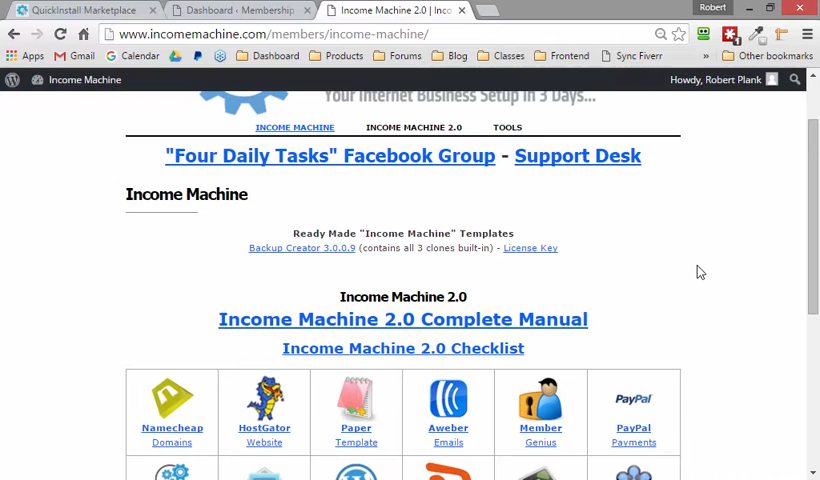 QuickInstall Marketplace
Dashboard ‹ Membership
Income Machine 2.0 | Inco
Robert
www.incomemachine.com/members/income-machine/
Apps
Gmail
Calendar
Dashboard
Products
Forums
Blog
Classes
Frontend
Sync Fiverr
»
Other bookmarks
Income Machine
Howdy, Robert Plank
Your Internet Business Setup in 3 Days...
INCOME MACHINE
INCOME MACHINE 2.0
TOOLS
"Four Daily Tasks" Facebook Group - Support Desk
Income Machine
Ready Made "Income Machine" Templates
Backup Creator 3.0.0.9 (contains all 3 clones built-in) - License Key
Income Machine 2.0
Income Machine 2.0 Complete Manual
Income Machine 2.0 Checklist
PayPal
Namecheap
HostGator
Paper
Aweber
Member
PayPal
Domains
Website
Template
Emails
Genius
Payments